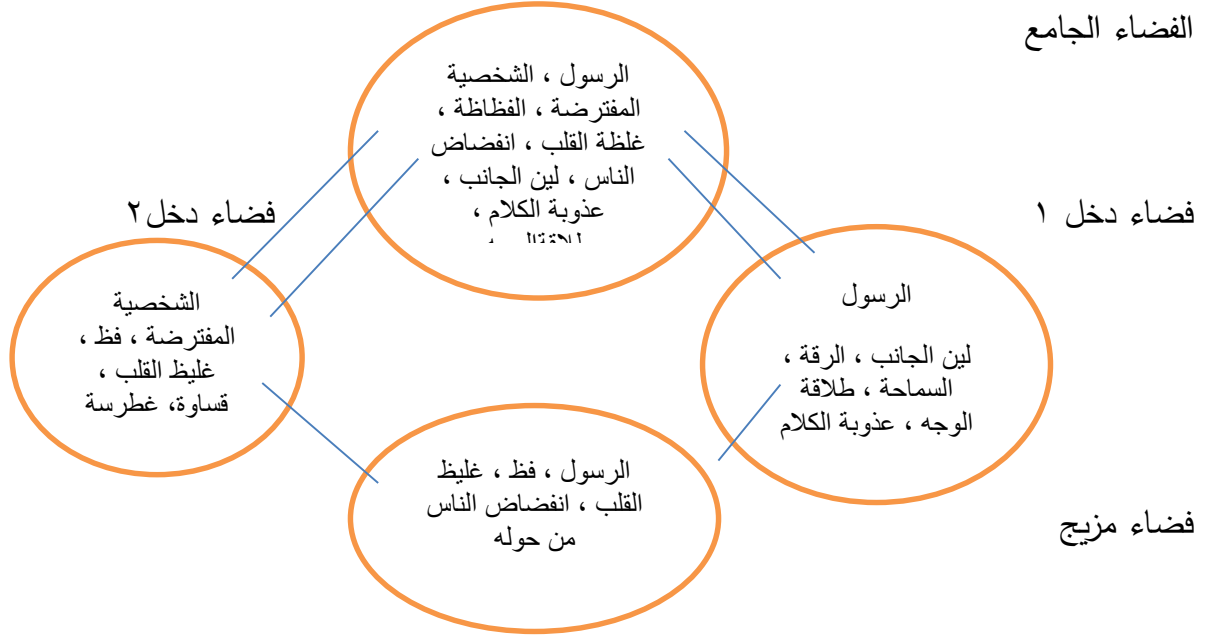 الفضاء الجامع
الرسول ، الشخصية
المفترضة ، الفظاظة ،
غلظة القلب ، انفضاض
الناس ، لين الجانب ،
عذوبة الكلام ،
فضاء دخل ١
فضاء دخل٢
الرسول
لين الجانب ، الرقة ،
السماحة ، طلاقة
الوجه ، عذوبة الكلام
الشخصية
المفترضة ، فظ ،
غليظ القلب ،
قساوة، غطرسة
الرسول ، فظ ، غليظ
القلب ، انفضاض الناس
من حوله
فضاء مزيج